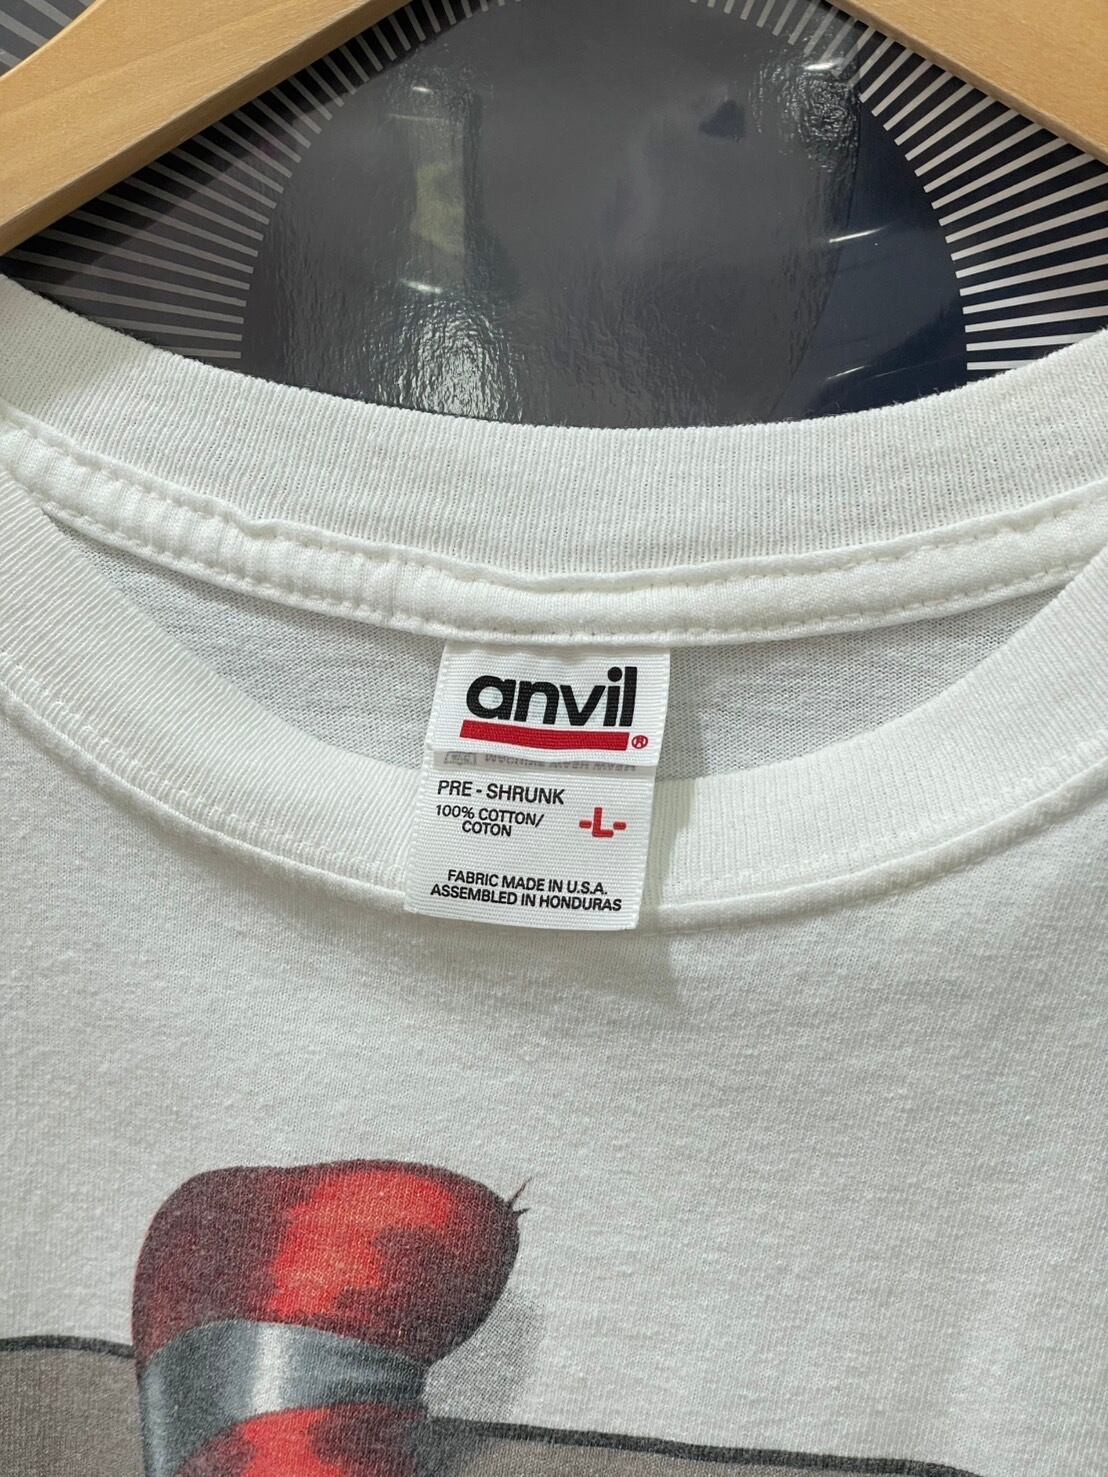 anvil®
PRE - SHRUNK
100% COTTON/
COTON
-L-
FABRIC MADE IN U.S.A.
ASSEMBLED IN HONDURAS